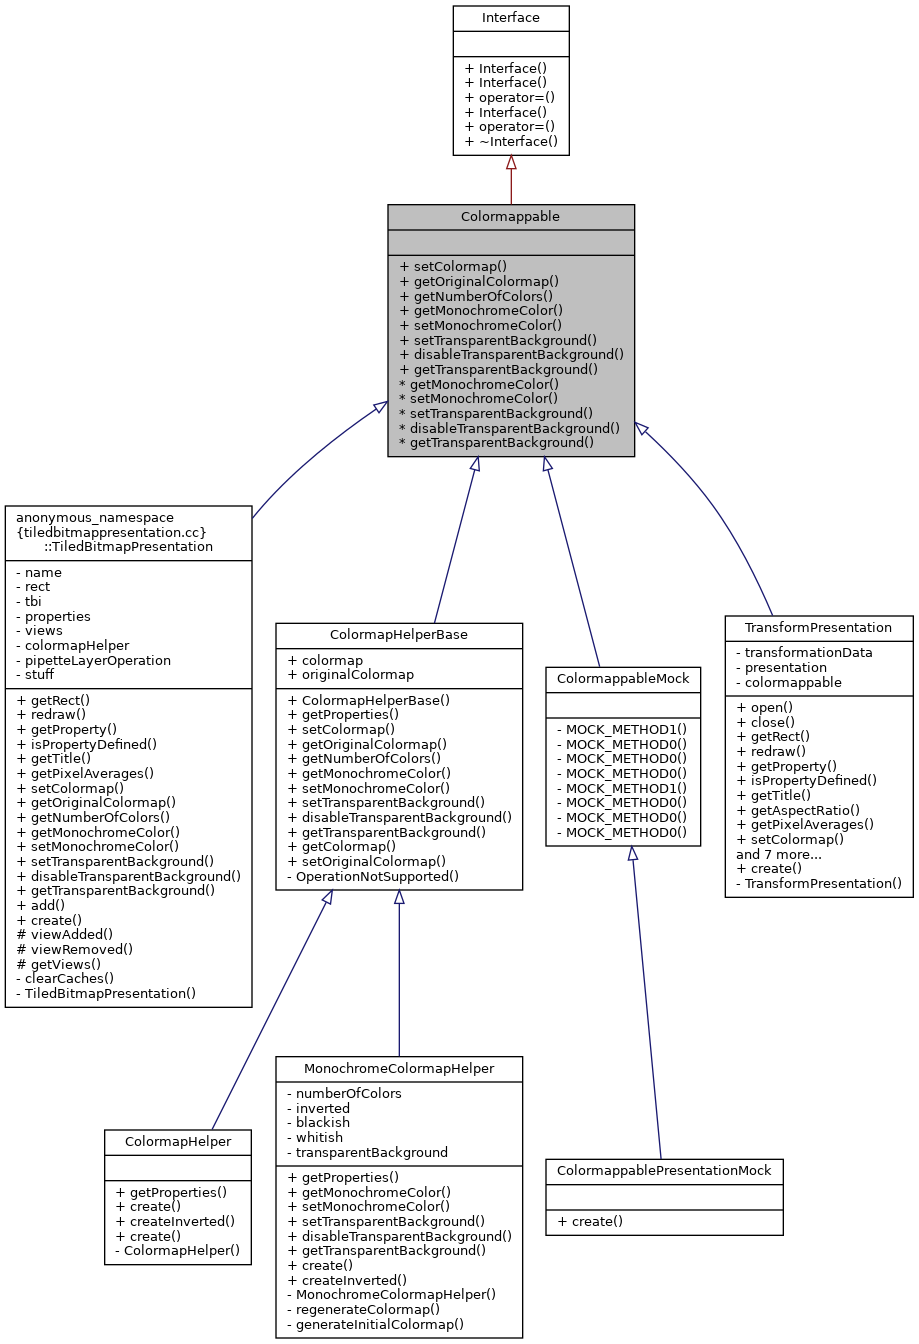 Interface
+ Interface()
+ Interface()
+ operator=()
+ Interface()
+ operator=()
+ ~Interface()
Colormappable
+ setColormap()
+ getOriginalColormap()
+ getNumberOfColors()
+ getMonochromeColor()
+ setMonochromeColor()
+ setTransparentBackground()
+ disableTransparentBackground()
+ getTransparentBackground()
* getMonochromeColor()
* setMonochromeColor()
* setTransparentBackground()
* disableTransparentBackground()
* getTransparentBackground()
anonymous_namespace
{tiledbitmappresentation.cc}
::TiledBitmapPresentation
- name
- rect
- tbi
- properties
- views
- colormapHelper
- pipetteLayerOperation
- stuff
+ getRect()
+ redraw()
+ getProperty()
+ isPropertyDefined()
+ getTitle()
+ getPixelAverages()
+ setColormap()
+ getOriginalColormap()
+ getNumberOfColors()
+ getMonochromeColor()
+ setMonochromeColor()
+ setTransparentBackground()
+ disableTransparentBackground()
+ getTransparentBackground()
+ add()
+ create()
# viewAdded()
# viewRemoved()
# getViews()
- clearCaches()
- TiledBitmapPresentation()
ColormapHelperBase
+ colormap
+ originalColormap
+ ColormapHelperBase()
+ getProperties()
+ setColormap()
+ getOriginalColormap()
+ getNumberOfColors()
+ getMonochromeColor()
+ setMonochromeColor()
+ setTransparentBackground()
+ disableTransparentBackground()
+ getTransparentBackground()
+ getColormap()
+ setOriginalColormap()
- OperationNotSupported()
ColormappableMock
- MOCK_METHOD1()
- MOCK_METHOD0()
- MOCK_METHOD0()
- MOCK_METHOD0()
- MOCK_METHOD1()
- MOCK_METHOD0()
- MOCK_METHOD0()
- MOCK_METHOD0()
TransformPresentation
- transformationData
- presentation
- colormappable
+ open()
+ close()
+ getRect()
+ redraw()
+ getProperty()
+ isPropertyDefined()
+ getTitle()
+ getAspectRatio()
+ getPixelAverages()
+ setColormap()
and 7 more...
+ create()
- TransformPresentation()
ColormapHelper
+ getProperties()
+ create()
+ createInverted()
+ create()
- ColormapHelper()
MonochromeColormapHelper
- numberOfColors
- inverted
- blackish
- whitish
- transparentBackground
+ getProperties()
+ getMonochromeColor()
+ setMonochromeColor()
+ setTransparentBackground()
+ disableTransparentBackground()
+ getTransparentBackground()
+ create()
+ createInverted()
- MonochromeColormapHelper()
- regenerateColormap()
- generateInitialColormap()
ColormappablePresentationMock
+ create()